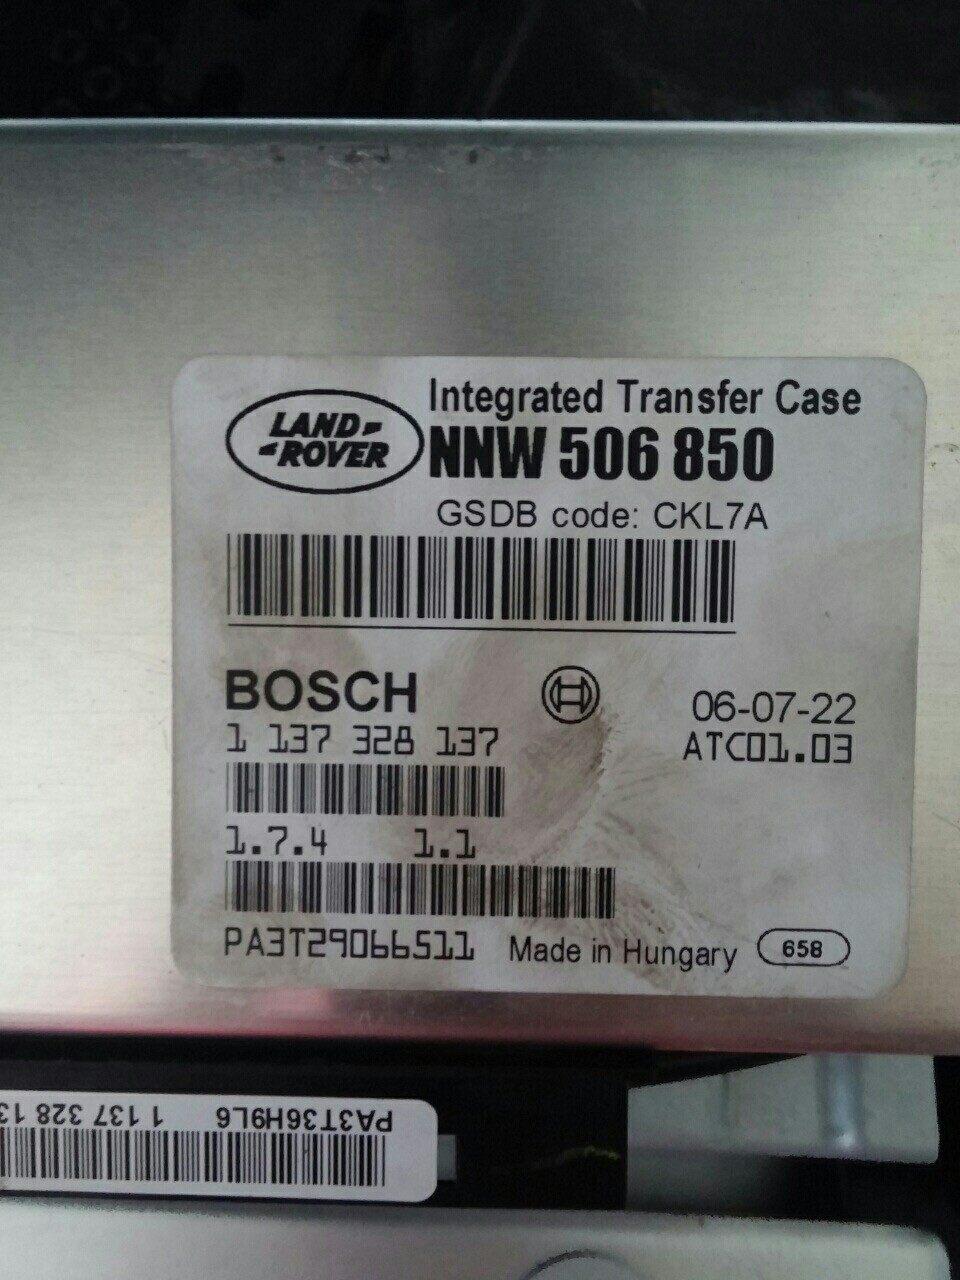 LAND
ROVER
Integrated Transfer Case
NNW 506 850
GSDB code: CKL7A
BOSCH
06-07-22
1 137 328 137
ATC01.03
1.7.4 1.1
PA3T29066511
Made in Hungary
658
PA3T36H9L6 1 137 328 13